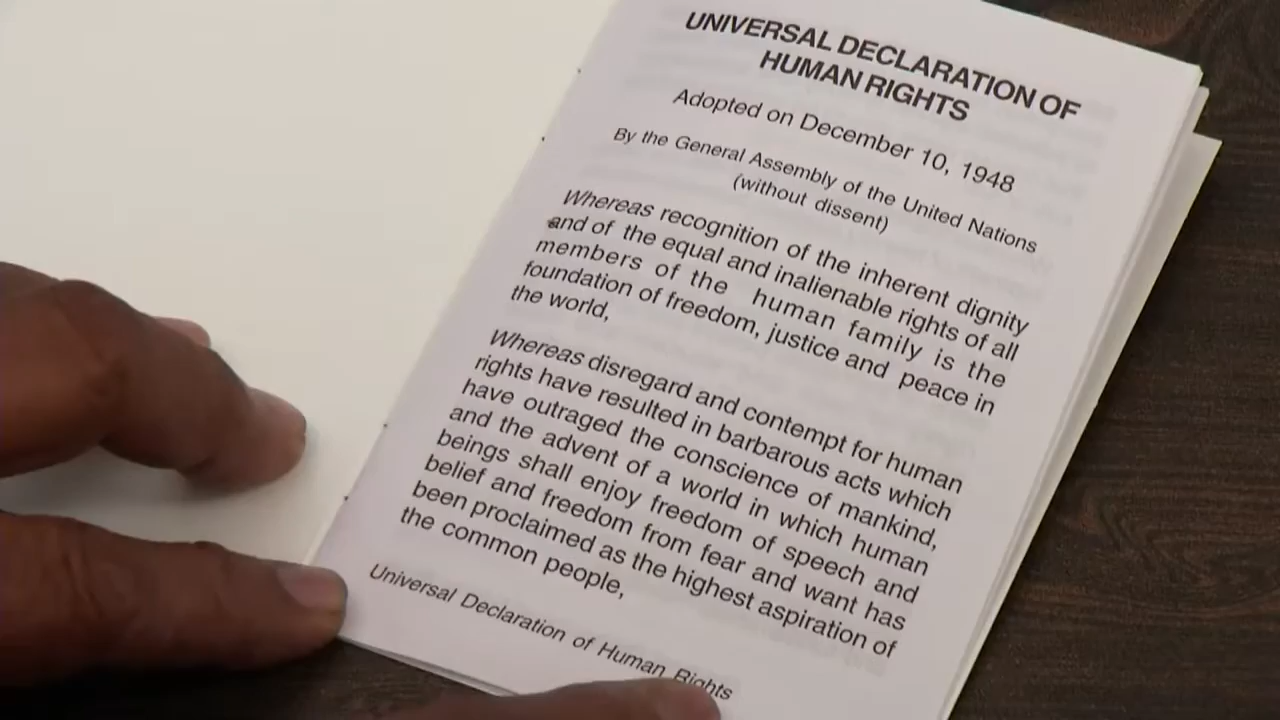 UNIVERSAL DECLARATION OF
HUMAN RIGHTS
Adopted on December 10, 1948
By the General Assembly of the United Nations
(without dissent)
Whereas recognition of the inherent dignity
and of the equal and inalienable rights of all
members of the human family is the
foundation of freedom, justice and peace in
the world,
Whereas disregard and contempt for human
rights have resulted in barbarous acts which
have outraged the conscience of mankind,
and the advent of a world in which human
beings shall enjoy freedom of speech and
belief and freedom from fear and want has
been proclaimed as the highest aspiration of
the common people,
Universal Declaration of Human Rights